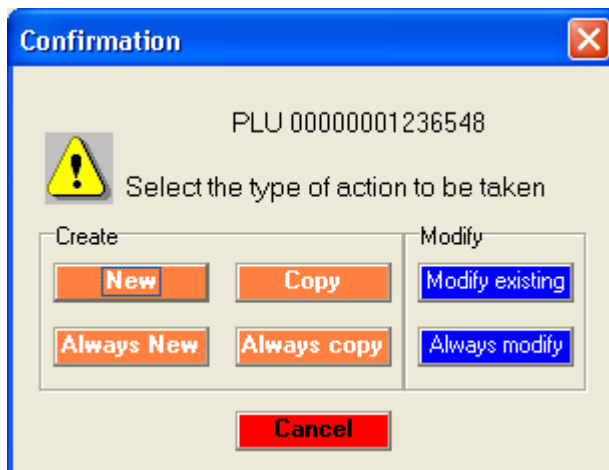 Confirmation
PLU 00000001236548
Select the type of action to be taken
Create
Modify
New
Copy
Modify existing
Always New
Always copy
Always modify
Cancel